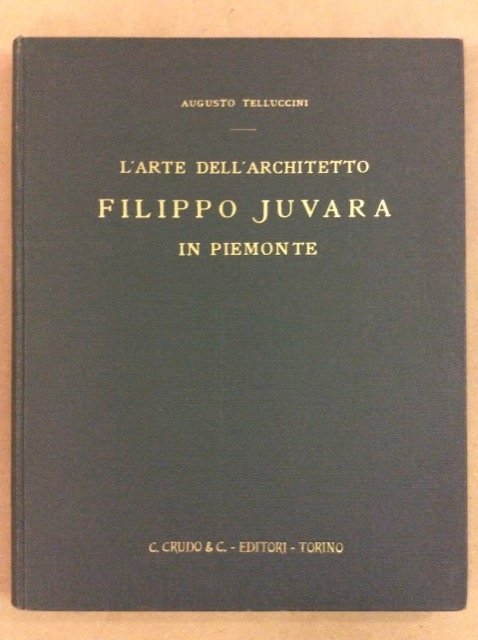 AUGUSTO TELLUCCINI
L'ARTE DELL'ARCHITETTO
FILIPPO JUVARA
IN PIEMONTE
C. CRUDO & C. - EDITORI - TORINO